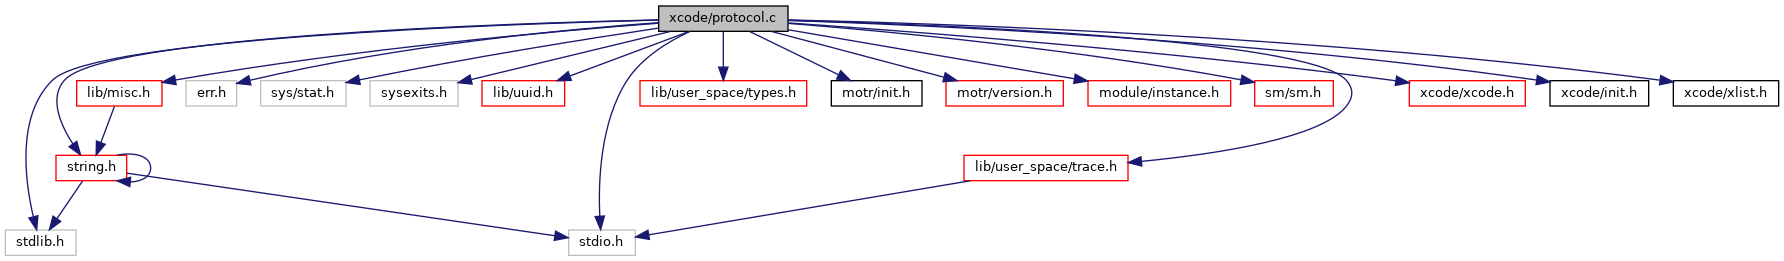 xcode/protocol.c
lib/misc.h
err.h
sys/stat.h
sysexits.h
lib/uuid.h
lib/user_space/types.h
motr/init.h
motr/version.h
module/instance.h
sm/sm.h
xcode/xcode.h
xcode/init.h
xcode/xlist.h
string.h
lib/user_space/trace.h
stdlib.h
stdio.h